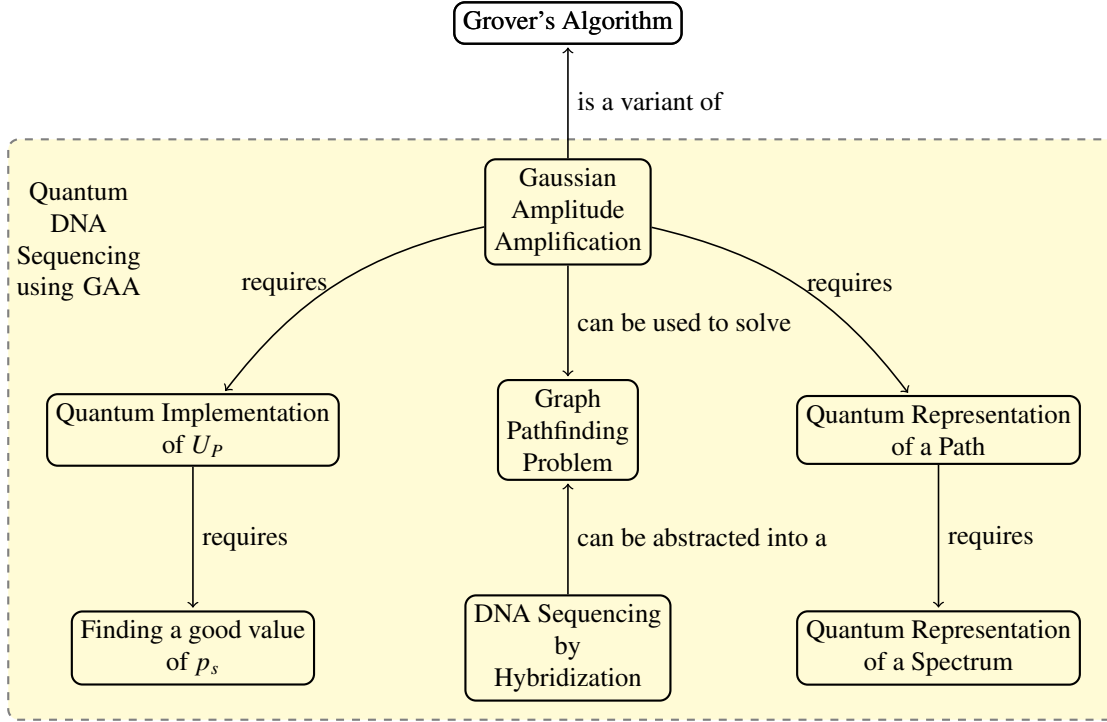 Grover's Algorithm
is a variant of
Quantum
DNA
Sequencing
using GAA
Gaussian
Amplitude
Amplification
requires
can be used to solve
requires
Quantum Implementation
of U_P
Graph
Pathfinding
Problem
Quantum Representation
of a Path
requires
can be abstracted into a
requires
Finding a good value
of p_s
DNA Sequencing
by
Hybridization
Quantum Representation
of a Spectrum